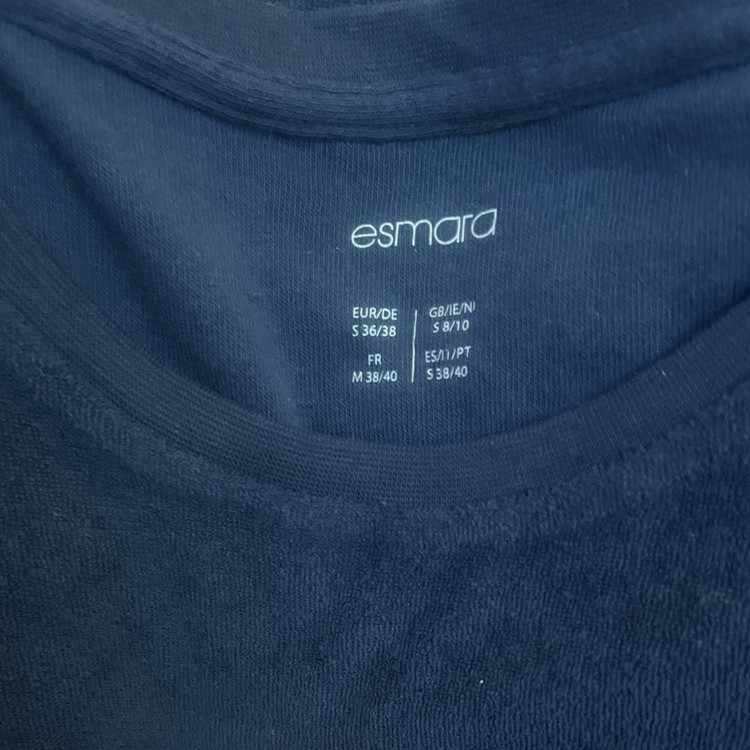 esmara
EUR/DE
S 36/38
FR
M 38/40
GB/IE/NI
S 8/10
ES/IT/PT
S 38/40